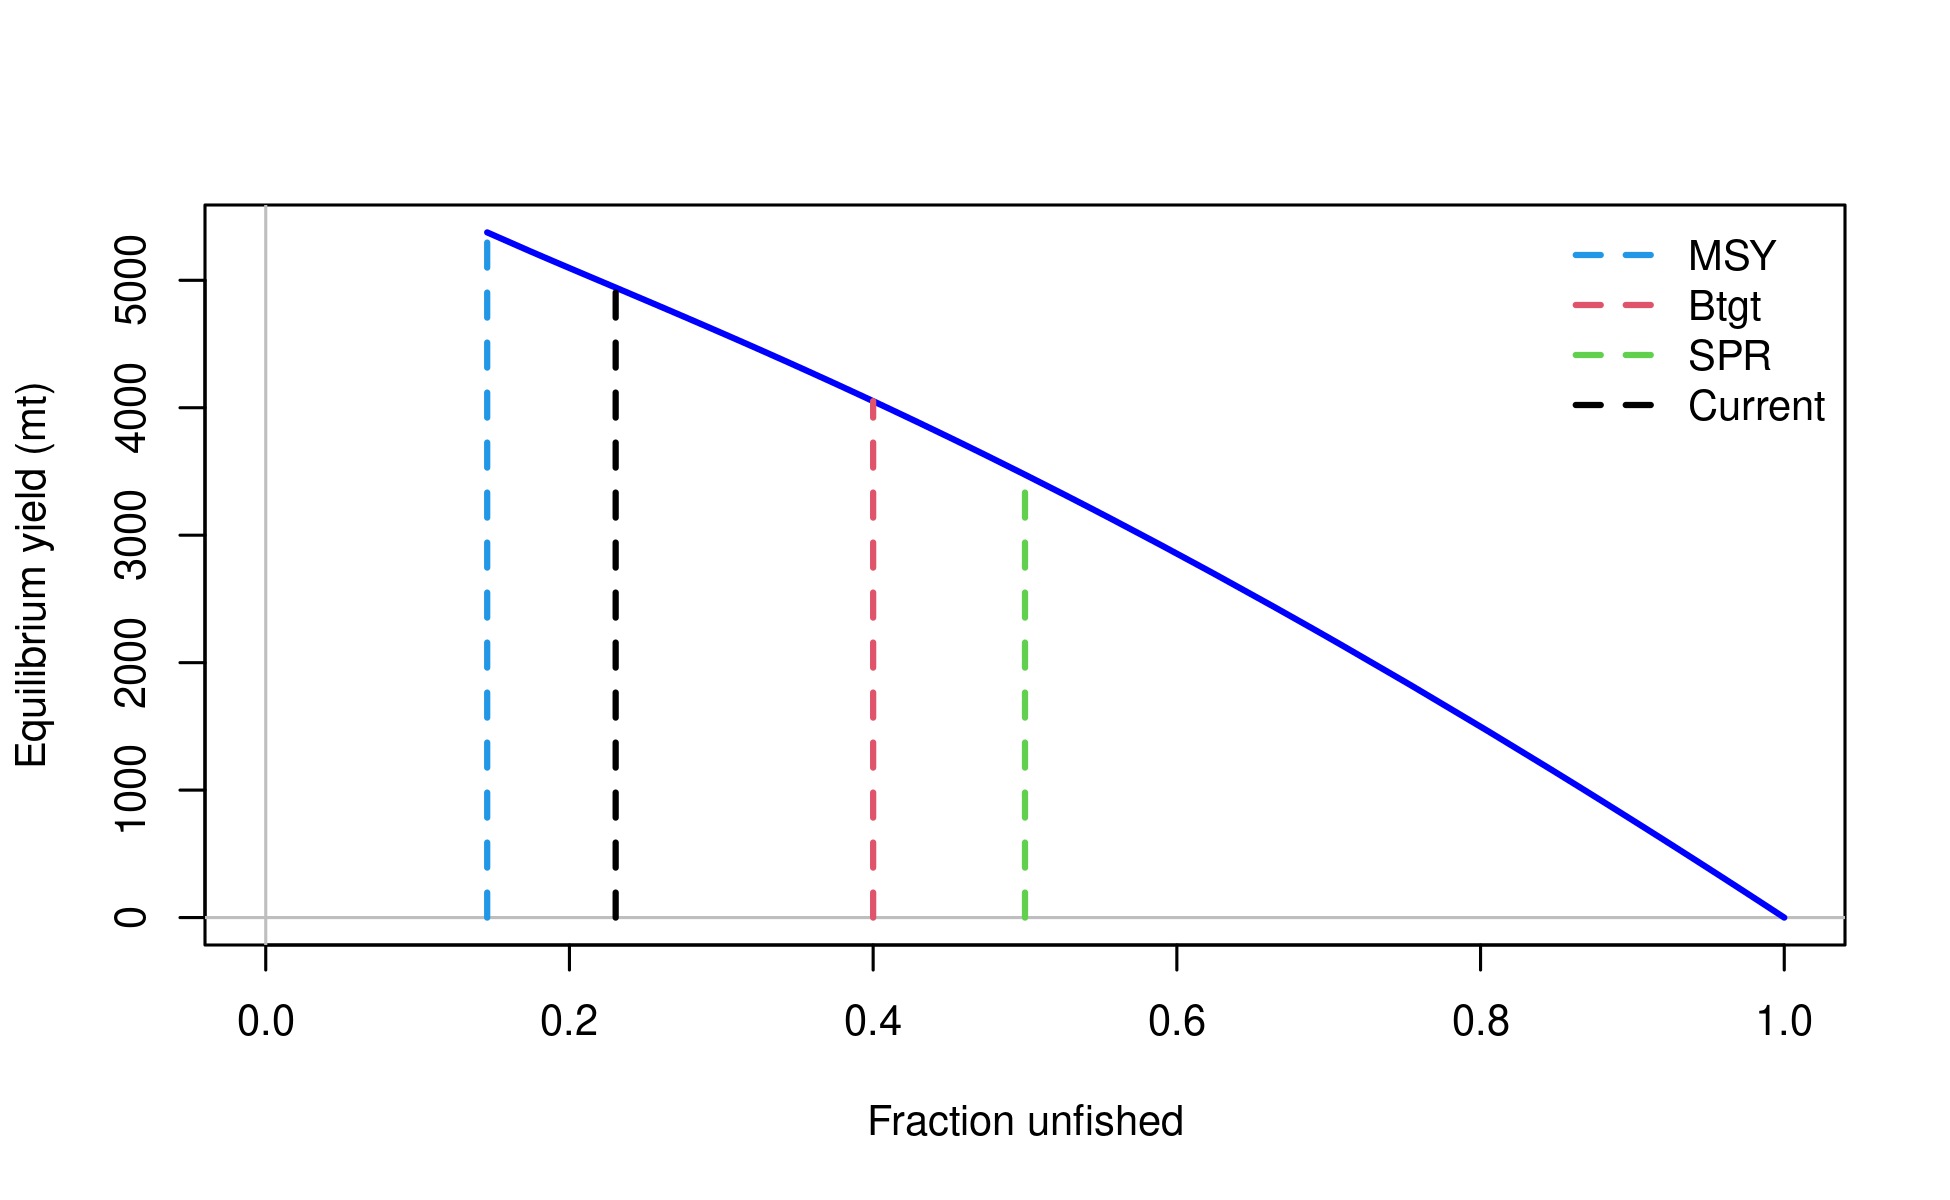 Equilibrium yield (mt)
5000
4000
3000
2000
1000
0
MSY
Btgt
SPR
Current
0.0 0.2 0.4 0.6 0.8 1.0
Fraction unfished